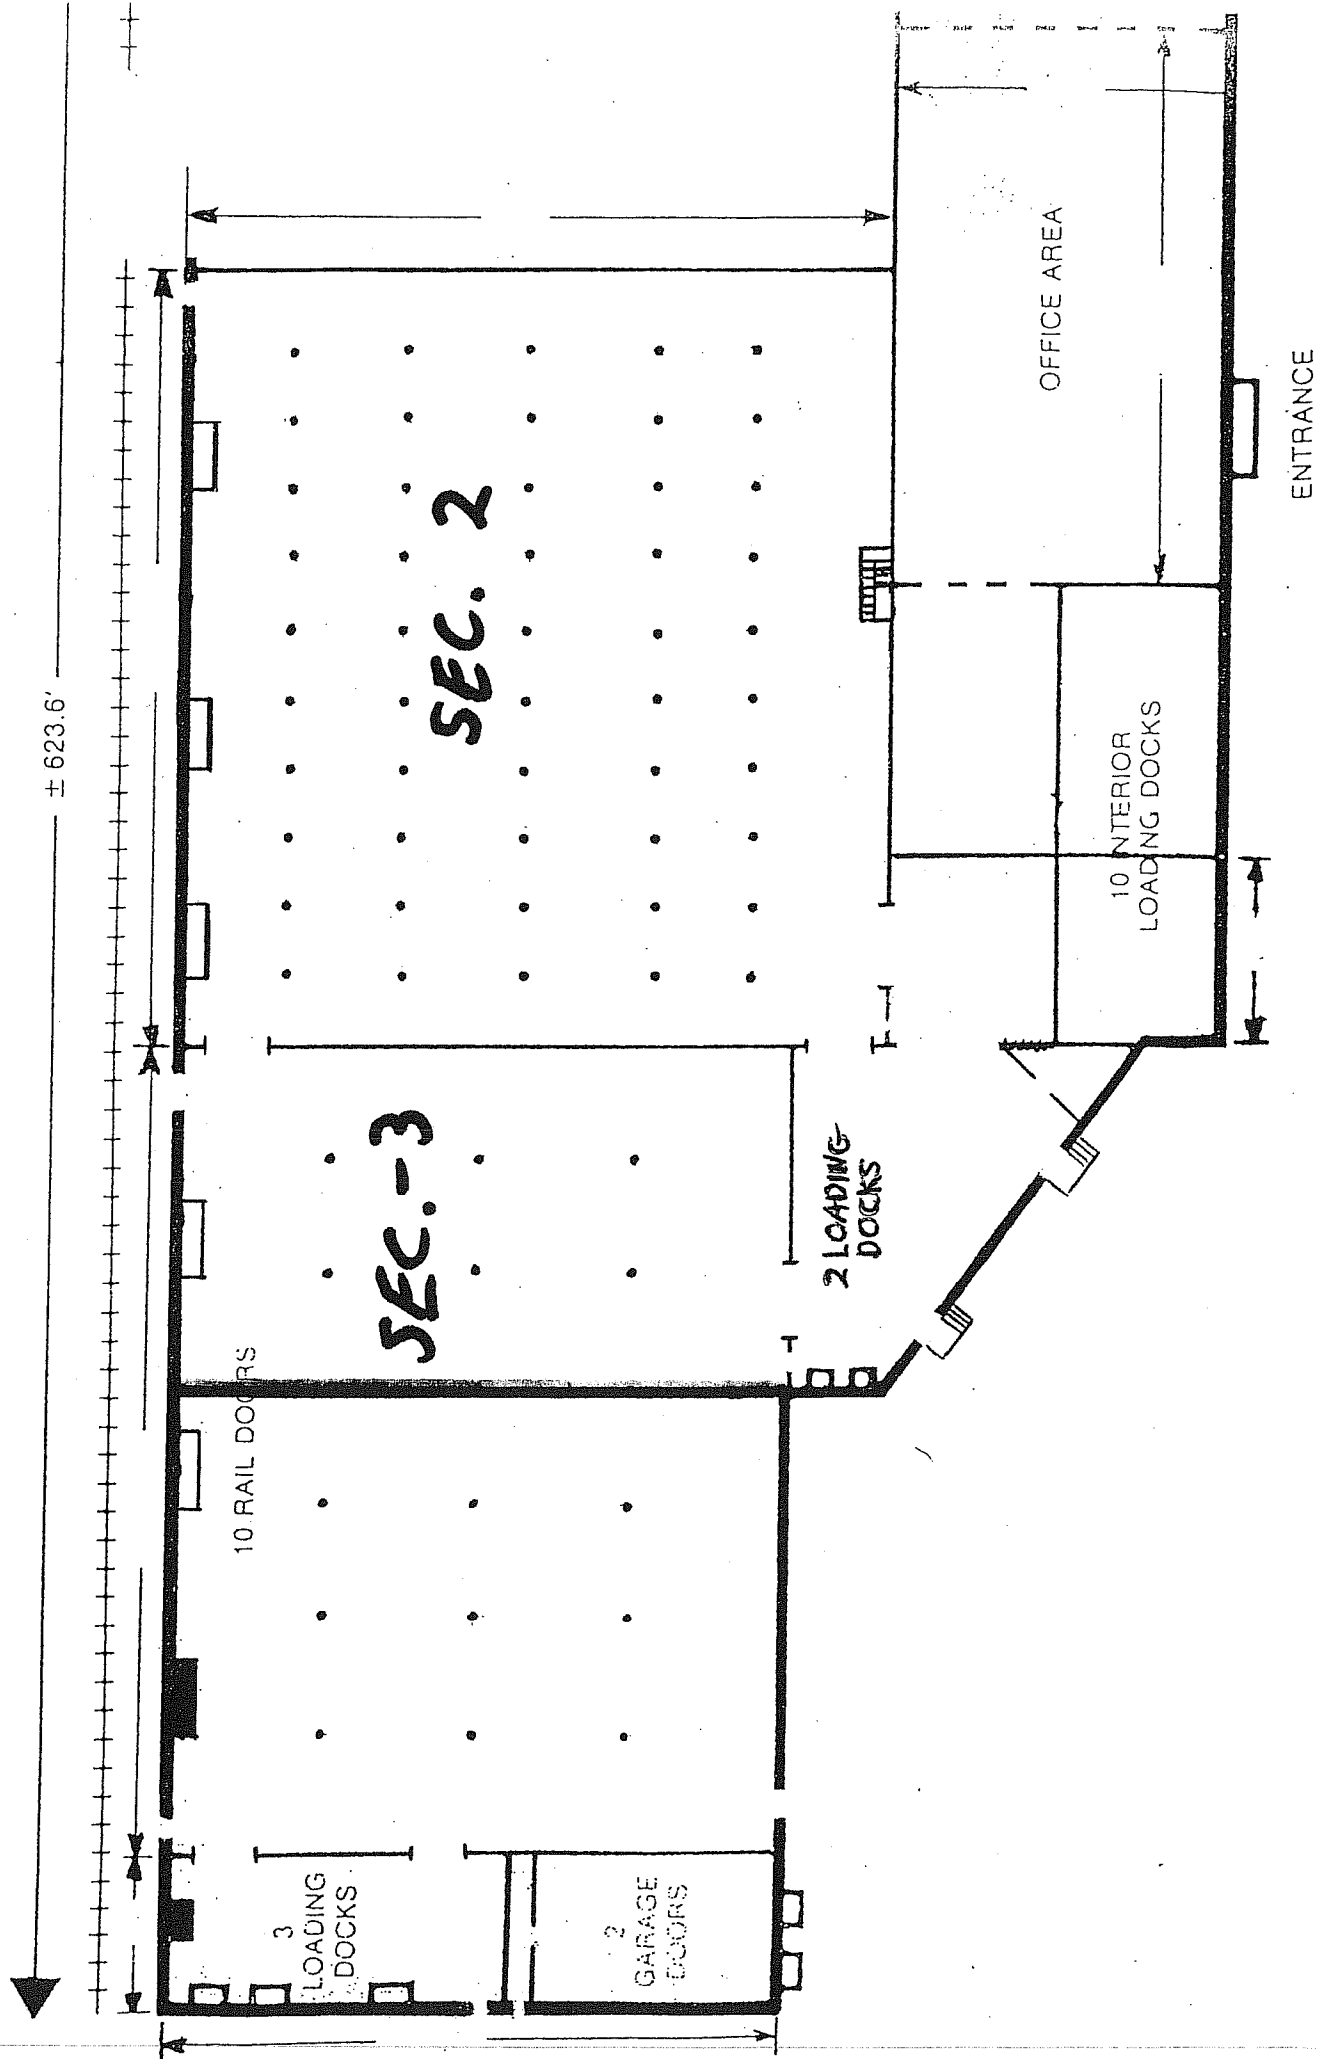 ± 623.6'
10 RAIL DOORS
3
LOADING
DOCKS
2
GARAGE
DOORS
SEC.-3
2 LOADING
DOCKS
SEC. 2
10 INTERIOR
LOADING DOCKS
OFFICE AREA
ENTRANCE